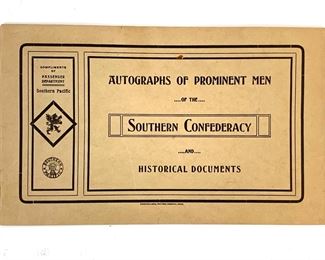 COMPLIMENTS
OF
PASSENGER
DEPARTMENT
Southern Pacific
AUTOGRAPHS OF PROMINENT MEN
....OF THE....
SOUTHERN CONFEDERACY
....AND....
HISTORICAL DOCUMENTS